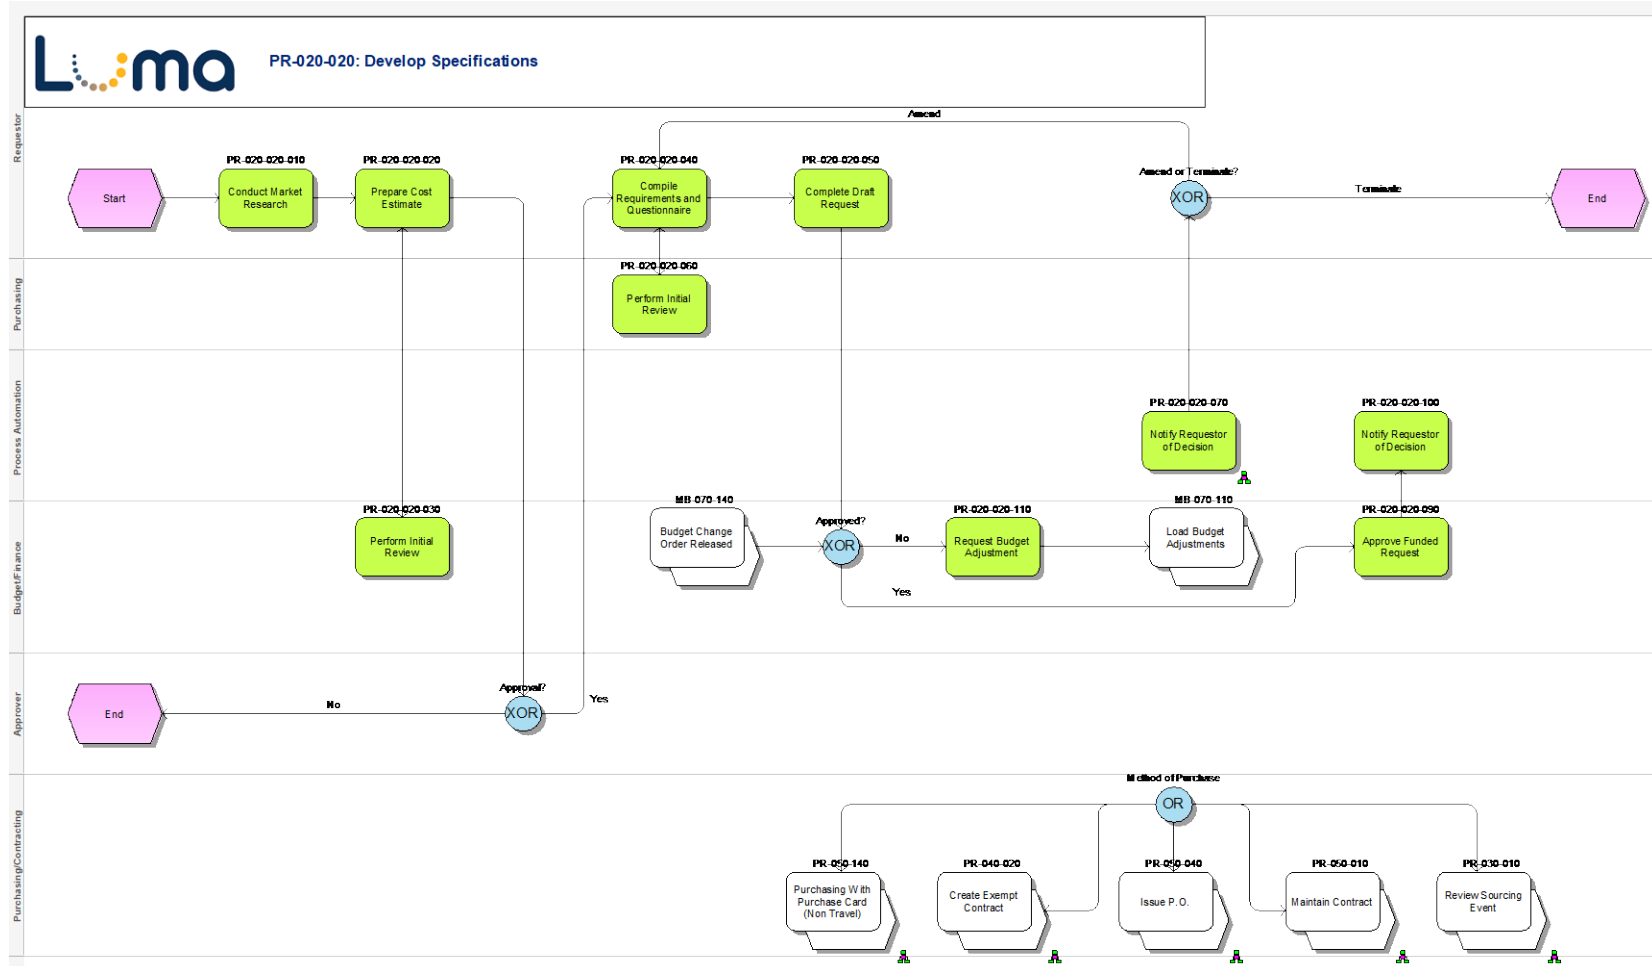 Luma
PR-020-020: Develop Specifications
Requestor
Amend
PR-020-020-010
PR-020-020-020
PR-020-020-040
PR-020-020-050
Amend or Terminate?
Start
Conduct Market
Research
Prepare Cost
Estimate
Compile
Requirements and
Questionnaire
Complete Draft
Request
XOR
Terminate
End
Purchasing
PR-020-020-060
Perform Initial
Review
Process Automation
PR-020-020-070
Notify Requestor
of Decision
PR-020-020-100
Notify Requestor
of Decision
Budget/Finance
PR-020-020-030
Perform Initial
Review
MB-070-140
Budget Change
Order Released
Approved?
XOR
No
Yes
PR-020-020-110
Request Budget
Adjustment
MB-070-110
Load Budget
Adjustments
PR-020-020-090
Approve Funded
Request
Approver
End
No
Approval?
XOR
Yes
Purchasing/Contracting
Method of Purchase
OR
PR-050-140
Purchasing With
Purchase Card
(Non Travel)
PR-040-020
Create Exempt
Contract
PR-050-040
Issue P.O.
PR-050-010
Maintain Contract
PR-030-010
Review Sourcing
Event